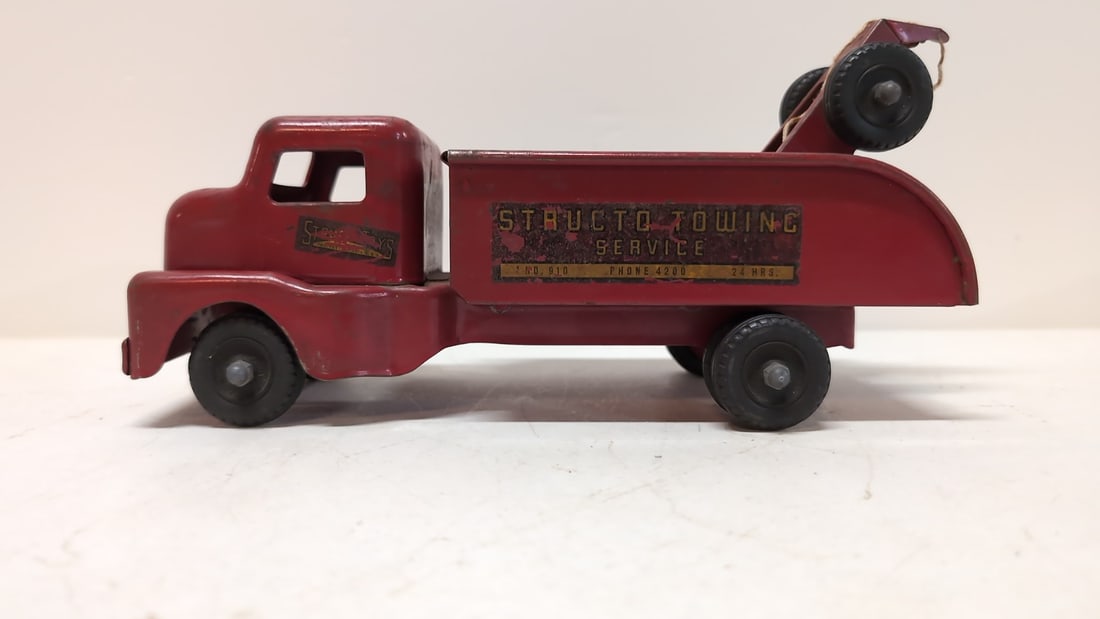 STRUCTO TOWING
SERVICE
NO. 910 PHONE 4200 24 HRS.